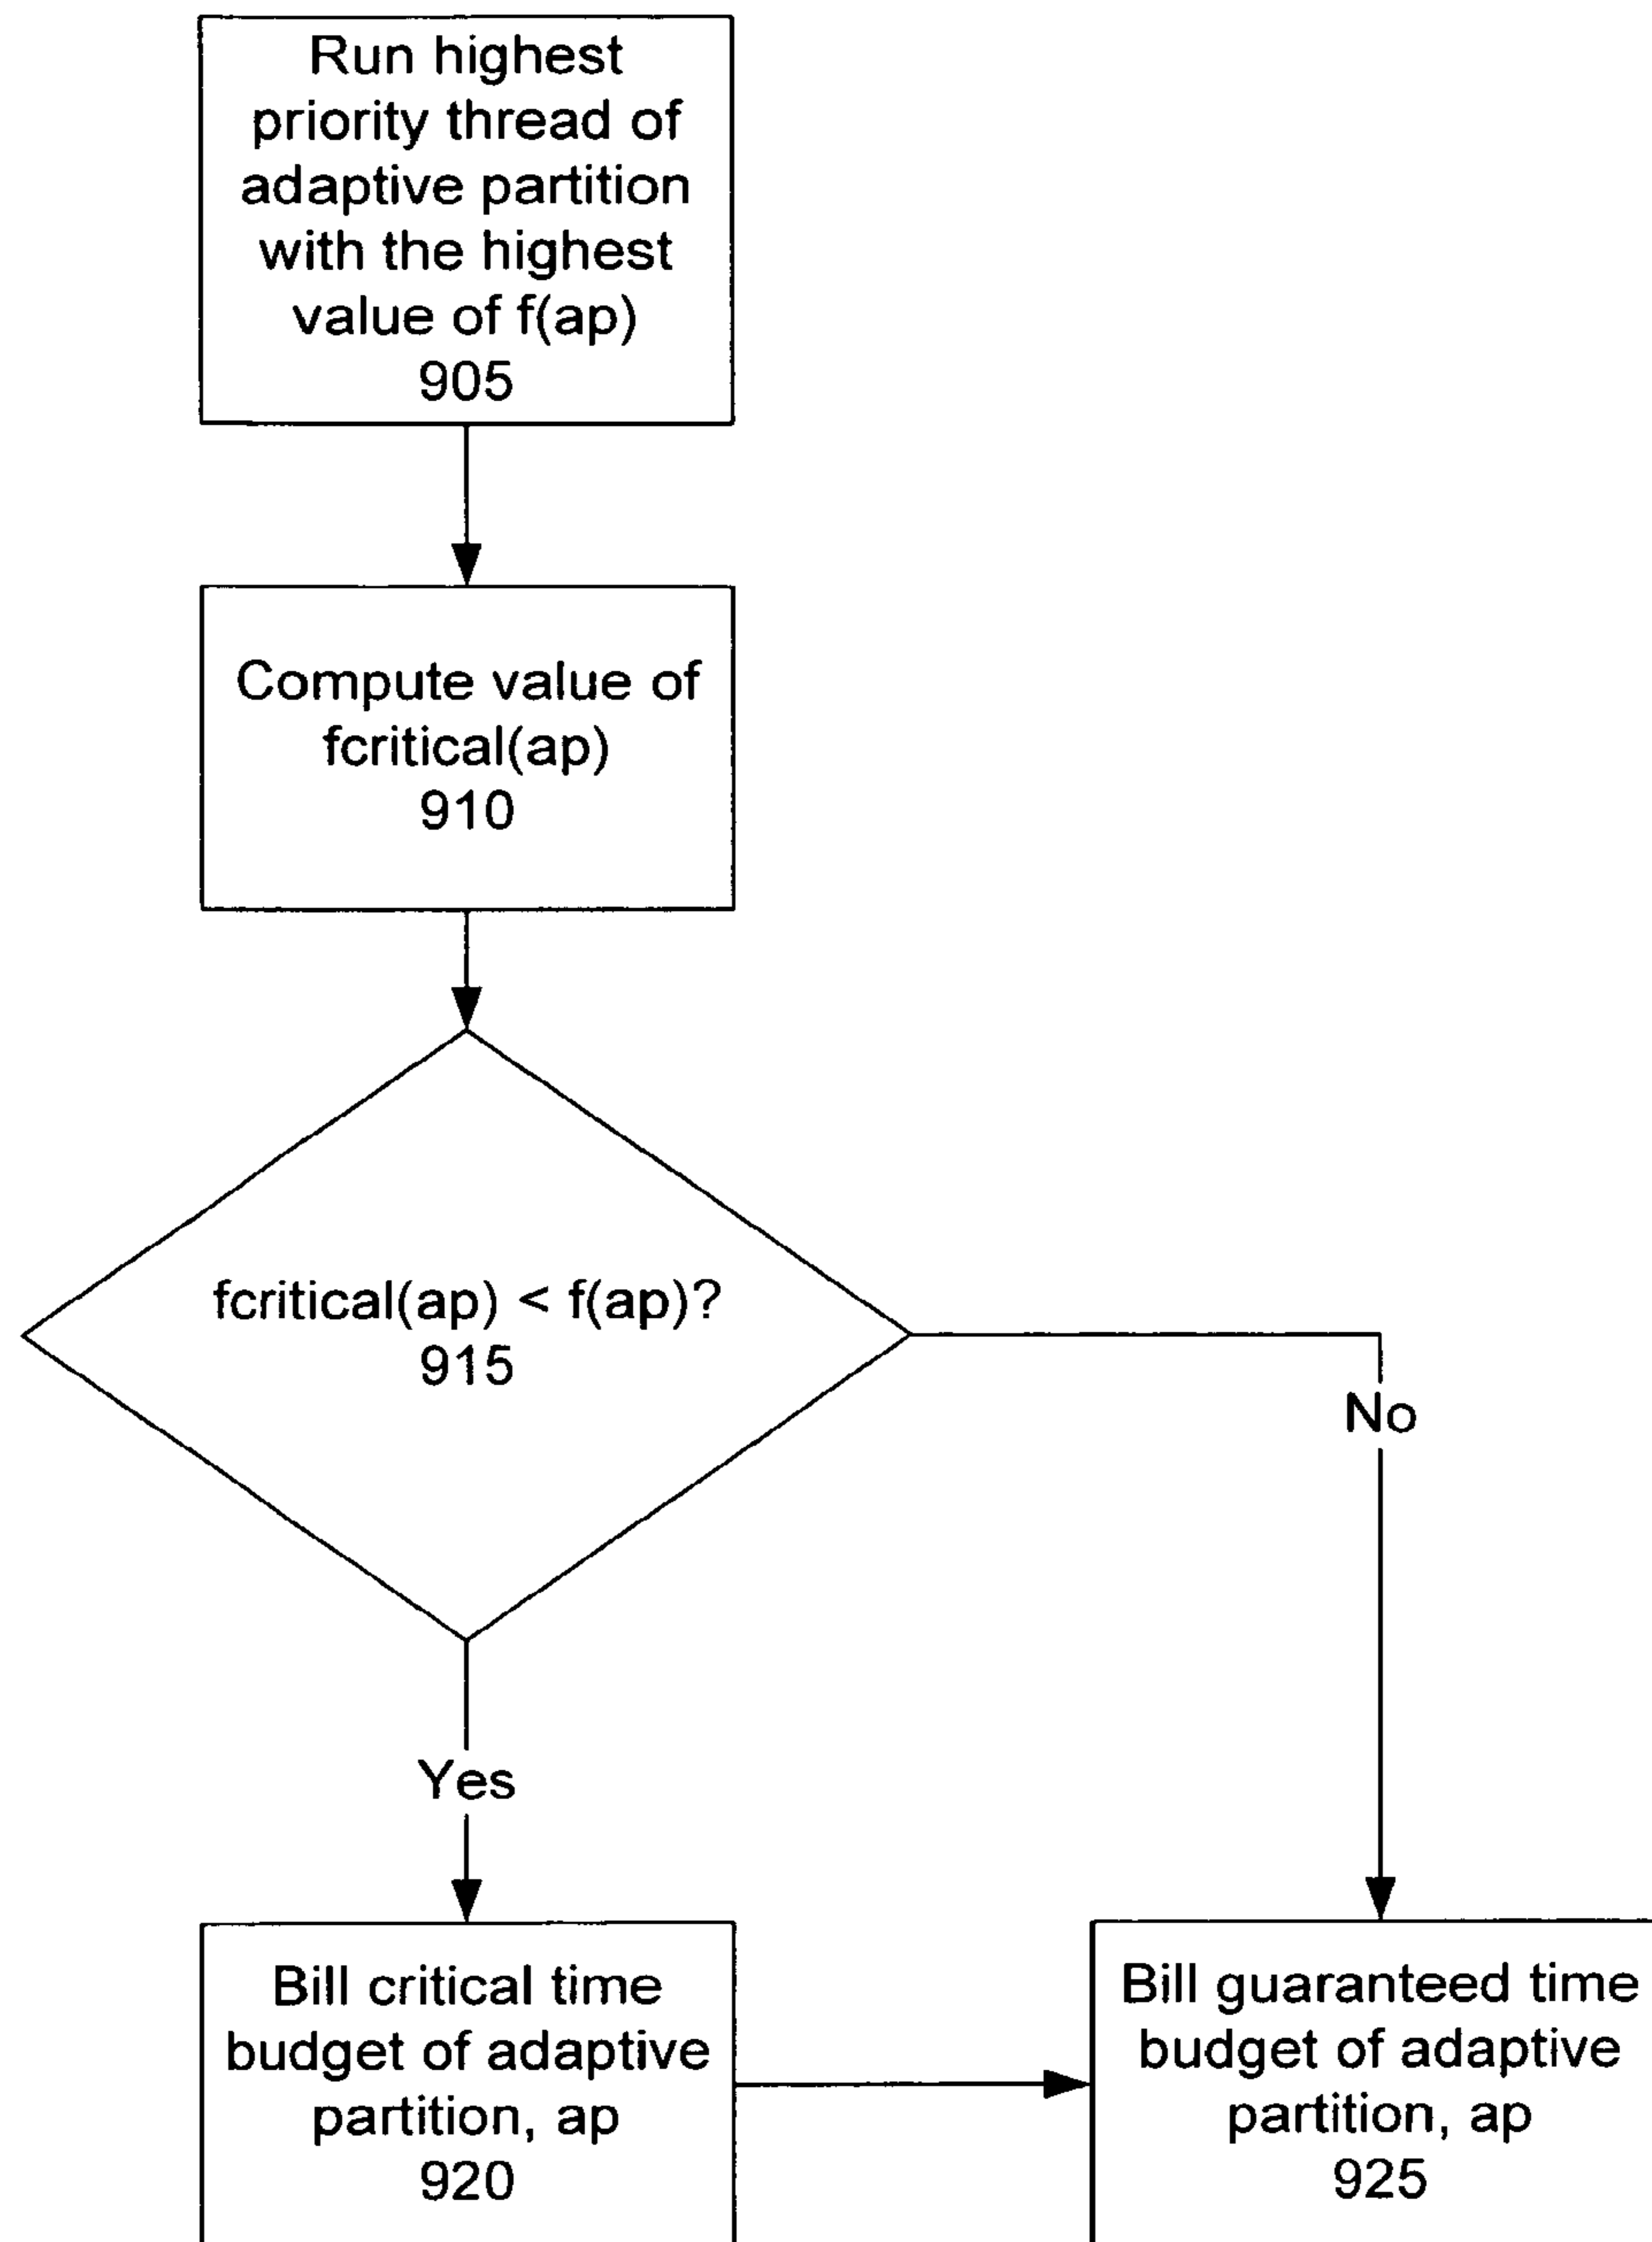 Run highest
priority thread of
adaptive partition
with the highest
value of f(ap)
905
Compute value of
fcritical(ap)
910
fcritical(ap) < f(ap)?
915
No
Yes
Bill critical time
budget of adaptive
partition, ap
920
Bill guaranteed time
budget of adaptive
partition, ap
925